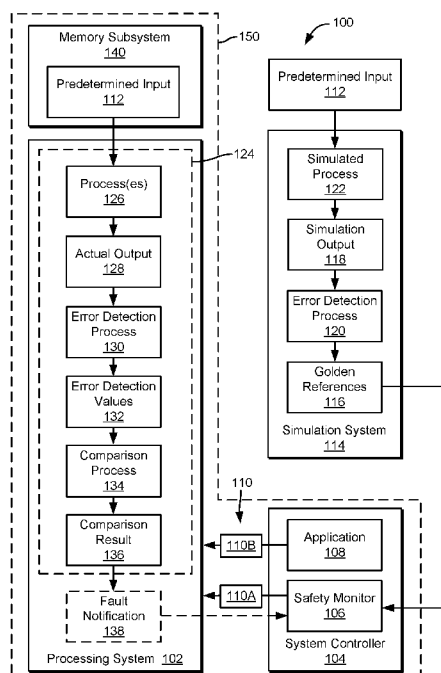 Memory Subsystem
140
Predetermined Input
112
150
100
Predetermined Input
112
124
Process(es)
126
Actual Output
128
Error Detection
Process
130
Error Detection
Values
132
Comparison
Process
134
Comparison
Result
136
Fault
Notification
138
Processing System 102
Simulated
Process
122
Simulation
Output
118
Error Detection
Process
120
Golden
References
116
Simulation System
114
110
110B
110A
Application
108
Safety Monitor
106
System Controller
104